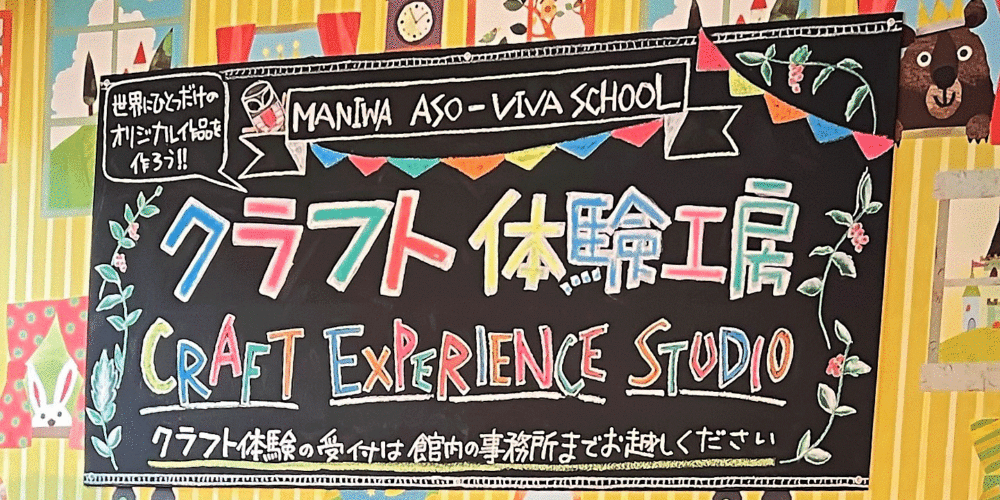 世界にひとつだけの
オリジナル作品を
作ろう!!
MANIWA ASO-VIVA SCHOOL
クラフト体験工房
CRAFT EXPERIENCE STUDIO
クラフト体験の受付は館内の事務所までお越しください